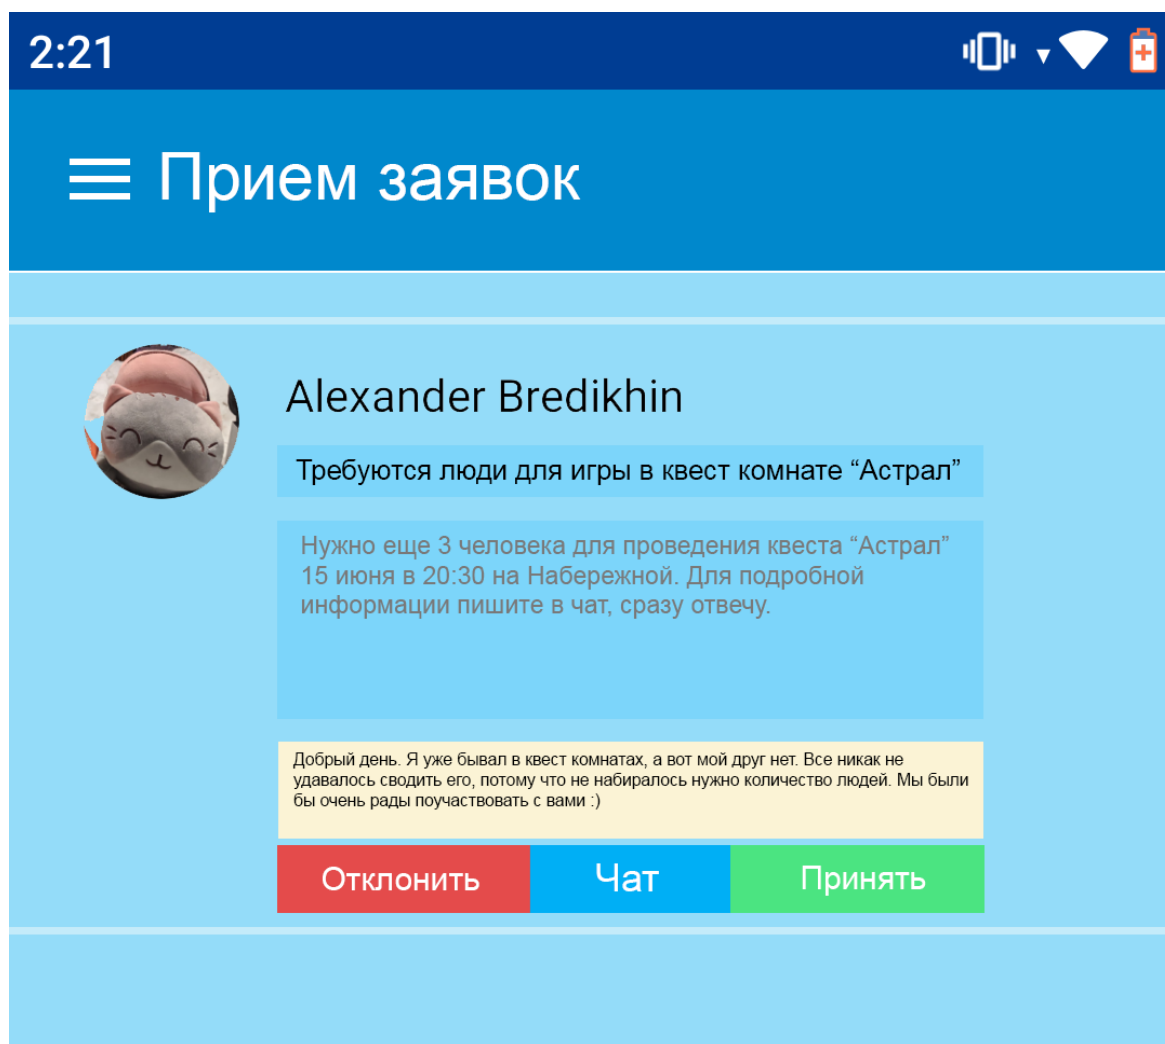 2:21
Прием заявок
Alexander Bredikhin
Требуются люди для игры в квест комнате “Астрал”
Нужно еще 3 человека для проведения квеста “Астрал”
15 июня в 20:30 на Набережной. Для подробной
информации пишите в чат, сразу отвечу.
Добрый день. Я уже бывал в квест комнатах, а вот мой друг нет. Все никак не
удавалось сводить его, потому что не набиралось нужно количество людей. Мы были
бы очень рады поучаствовать с вами :)
Отклонить Чат Принять